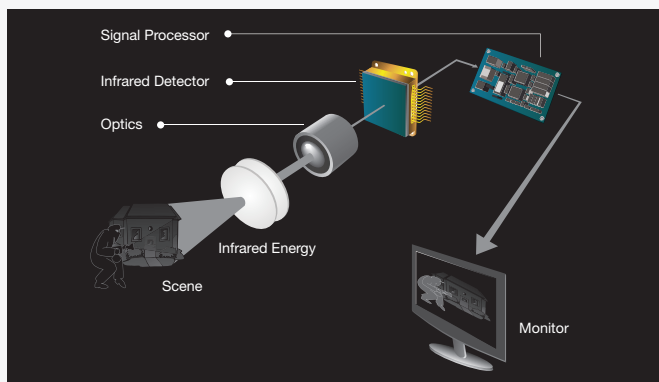 Signal Processor
Infrared Detector
Optics
Infrared Energy
Scene
Monitor